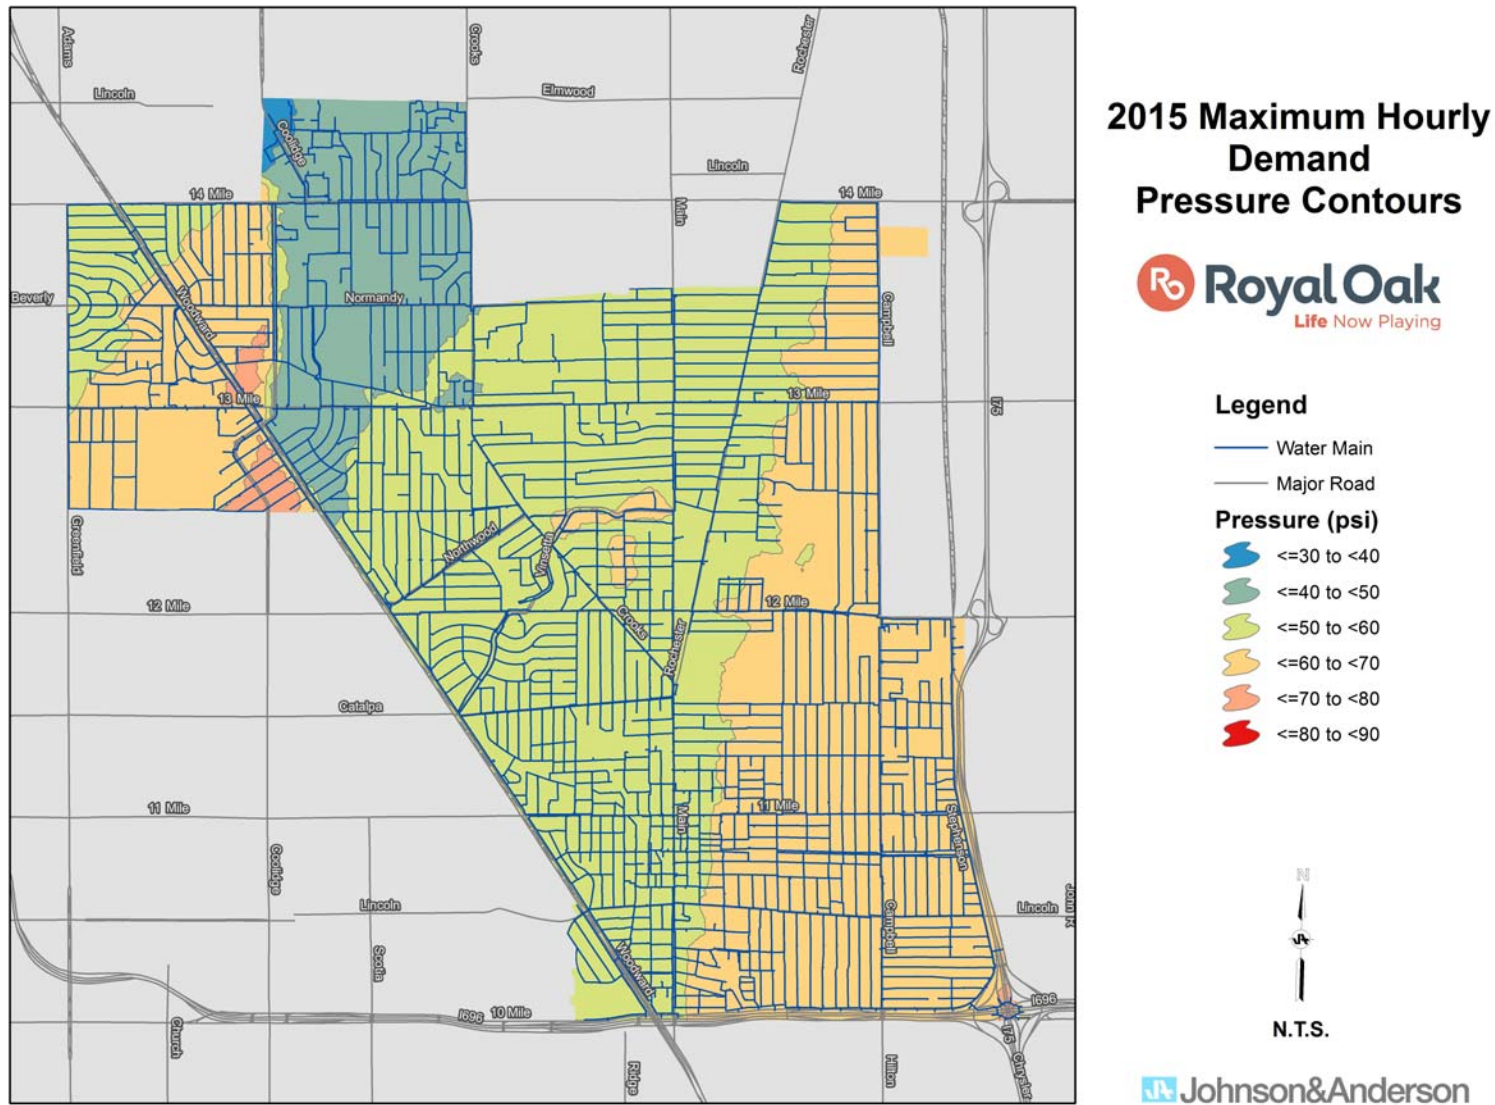 Adams
Crooks
Rochester
Lincoln
Elmwood
Coolidge
Lincoln
14 Mile
14 Mile
Main
Beverly
Woodward
Normandy
Campbell
13 Mile
13 Mile
I75
Greenfield
Northwood
Vinsetta
12 Mile
12 Mile
Crooks
Rochester
Catalpa
11 Mile
11 Mile
Main
Stephenson
Coolidge
Lincoln
Campbell
Lincoln
John R
Scotia
Woodward
I696
10 Mile
I696
Church
Ridge
Hilton
I75
Chrysler
2015 Maximum Hourly
Demand
Pressure Contours
RO Royal Oak
Life Now Playing
Legend
Water Main
Major Road
Pressure (psi)
<=30 to <40
<=40 to <50
<=50 to <60
<=60 to <70
<=70 to <80
<=80 to <90
N
JA
N.T.S.
JA Johnson&Anderson